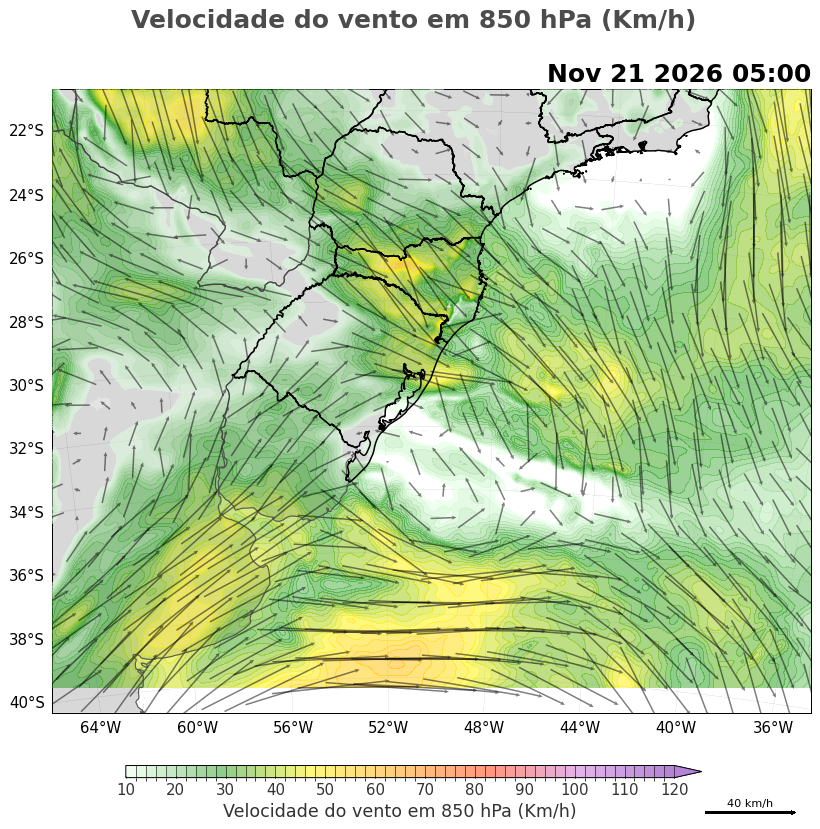 Velocidade do vento em 850 hPa (Km/h)
Nov 21 2026 05:00
22°S
24°S
26°S
28°S
30°S
32°S
34°S
36°S
38°S
40°S
64°W 60°W 56°W 52°W 48°W 44°W 40°W 36°W
10 20 30 40 50 60 70 80 90 100 110 120
Velocidade do vento em 850 hPa (Km/h)
40 km/h